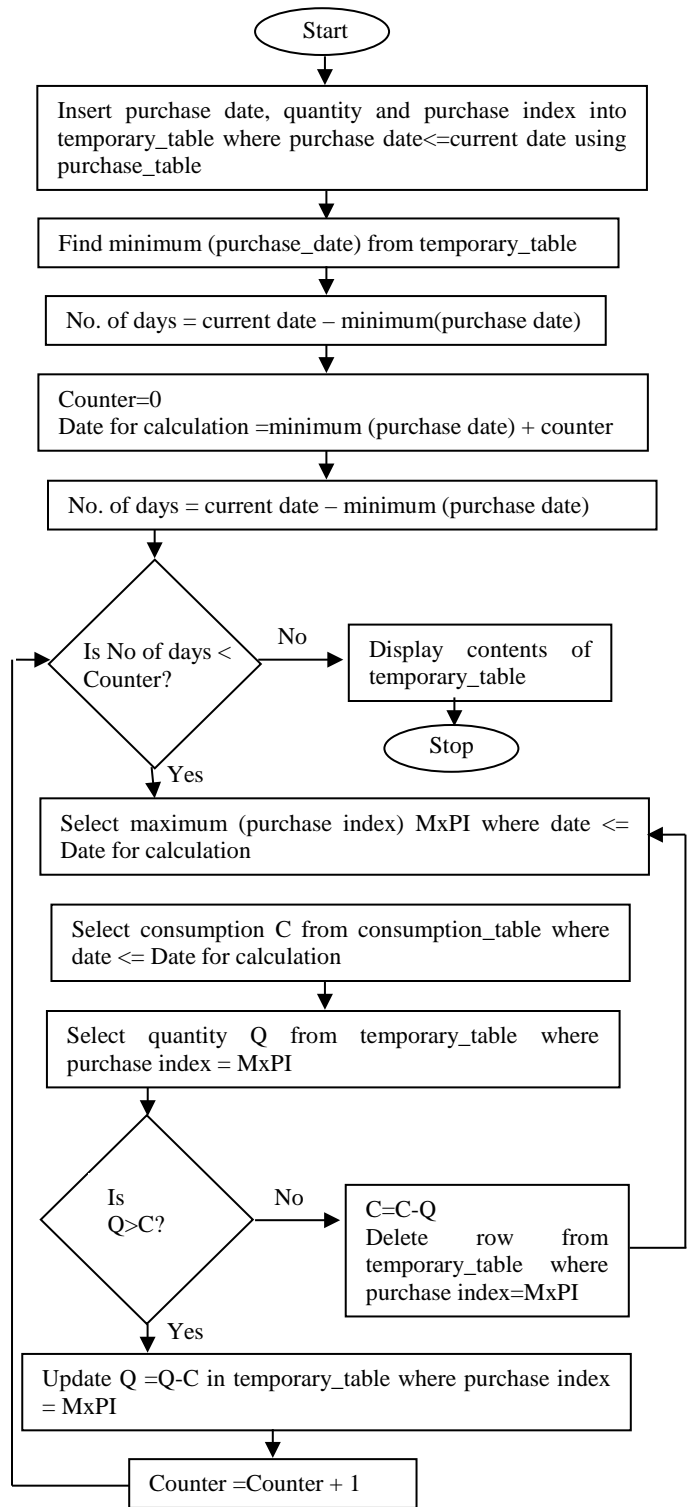 Start
Insert purchase date, quantity and purchase index into
temporary_table where purchase date<=current date using
purchase_table
Find minimum (purchase_date) from temporary_table
No. of days = current date – minimum(purchase date)
Counter=0
Date for calculation =minimum (purchase date) + counter
No. of days = current date – minimum (purchase date)
Is No of days <
Counter?
No
Display contents of
temporary_table
Stop
Yes
Select maximum (purchase index) MxPI where date <=
Date for calculation
Select consumption C from consumption_table where
date <= Date for calculation
Select quantity Q from temporary_table where
purchase index = MxPI
Is
Q>C?
No
C=C-Q
Delete row from
temporary_table where
purchase index=MxPI
Yes
Update Q =Q-C in temporary_table where purchase index
= MxPI
Counter =Counter + 1